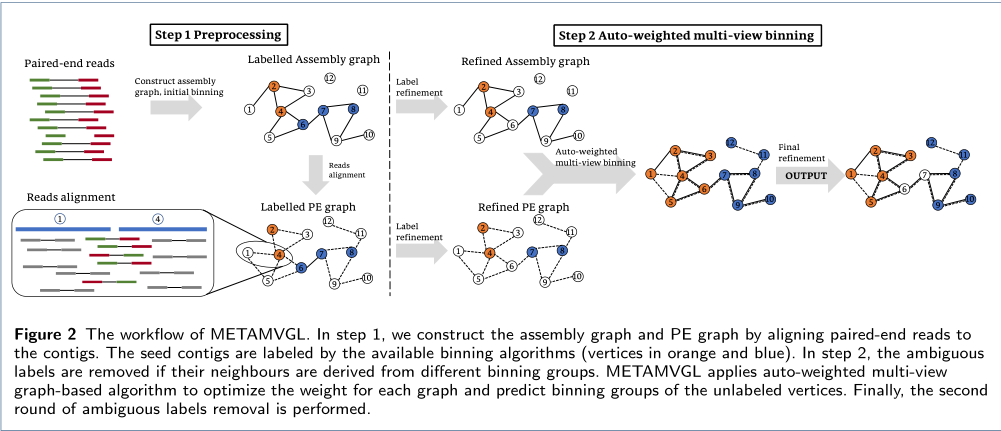 Step 1 Preprocessing
Step 2 Auto-weighted multi-view binning
Paired-end reads
Construct assembly
graph, initial binning
Labelled Assembly graph
1
2
3
4
5
6
7
8
9
10
11
12
Label
refinement
Refined Assembly graph
1
2
3
4
5
6
7
8
9
10
11
12
Reads
alignment
Auto-weighted
multi-view binning
1
2
3
4
5
6
7
8
9
10
11
12
Final
refinement
OUTPUT
1
2
3
4
5
6
7
8
9
10
11
12
Reads alignment
1
4
Labelled PE graph
1
2
3
4
5
6
7
8
9
10
11
12
Label
refinement
Refined PE graph
1
2
3
4
5
6
7
8
9
10
11
12
Figure 2 The workflow of METAMVGL. In step 1, we construct the assembly graph and PE graph by aligning paired-end reads to
the contigs. The seed contigs are labeled by the available binning algorithms (vertices in orange and blue). In step 2, the ambiguous
labels are removed if their neighbours are derived from different binning groups. METAMVGL applies auto-weighted multi-view
graph-based algorithm to optimize the weight for each graph and predict binning groups of the unlabeled vertices. Finally, the second
round of ambiguous labels removal is performed.